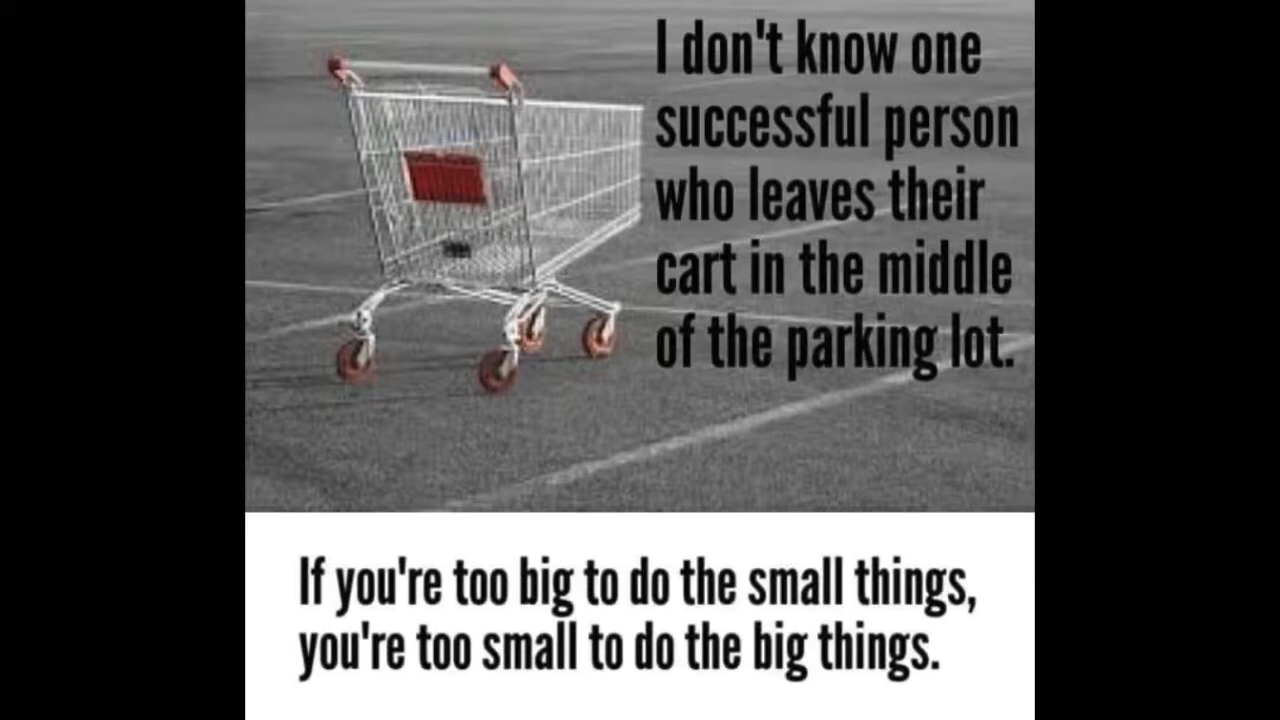 I don't know one
successful person
who leaves their
cart in the middle
of the parking lot.
If you're too big to do the small things,
you're too small to do the big things.